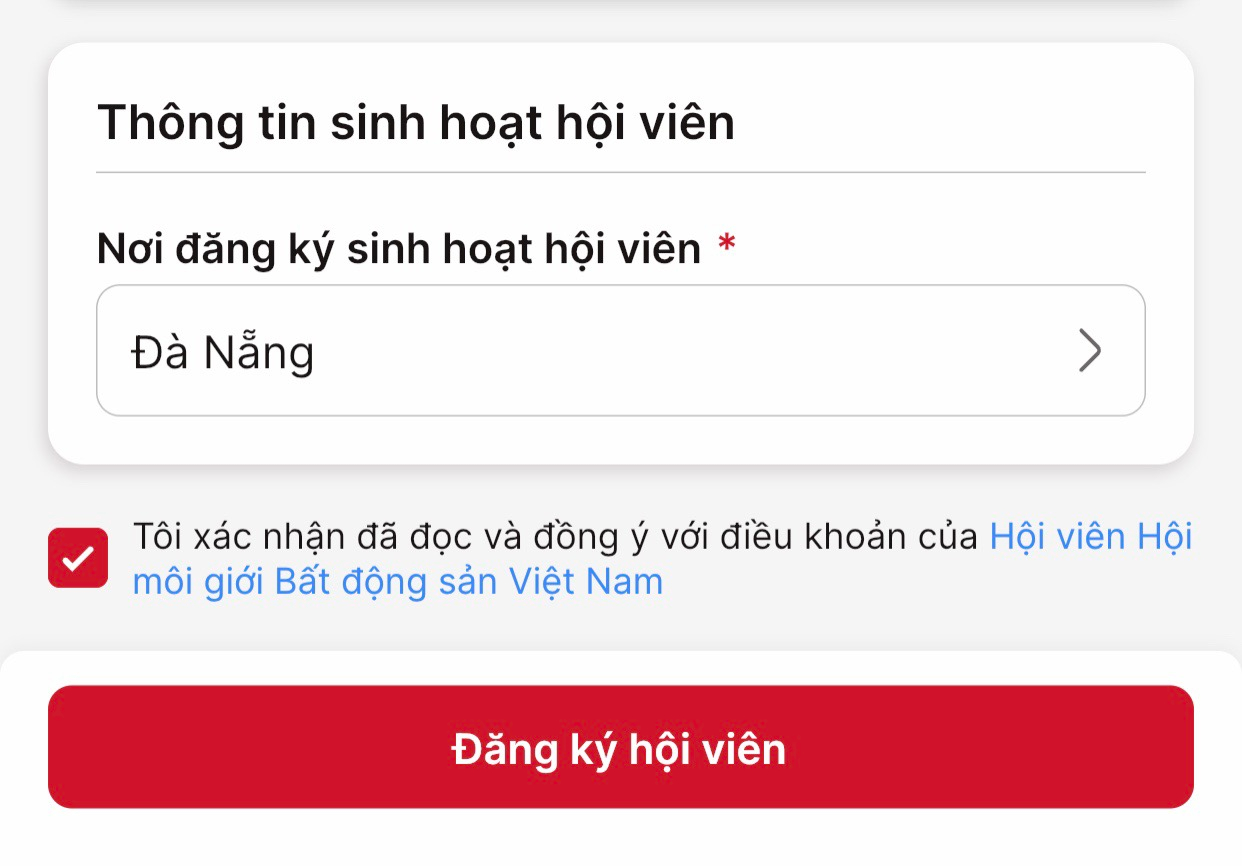 Thông tin sinh hoạt hội viên
Nơi đăng ký sinh hoạt hội viên *
Đà Nẵng
Tôi xác nhận đã đọc và đồng ý với điều khoản của Hội viên Hội
môi giới Bất động sản Việt Nam
Đăng ký hội viên